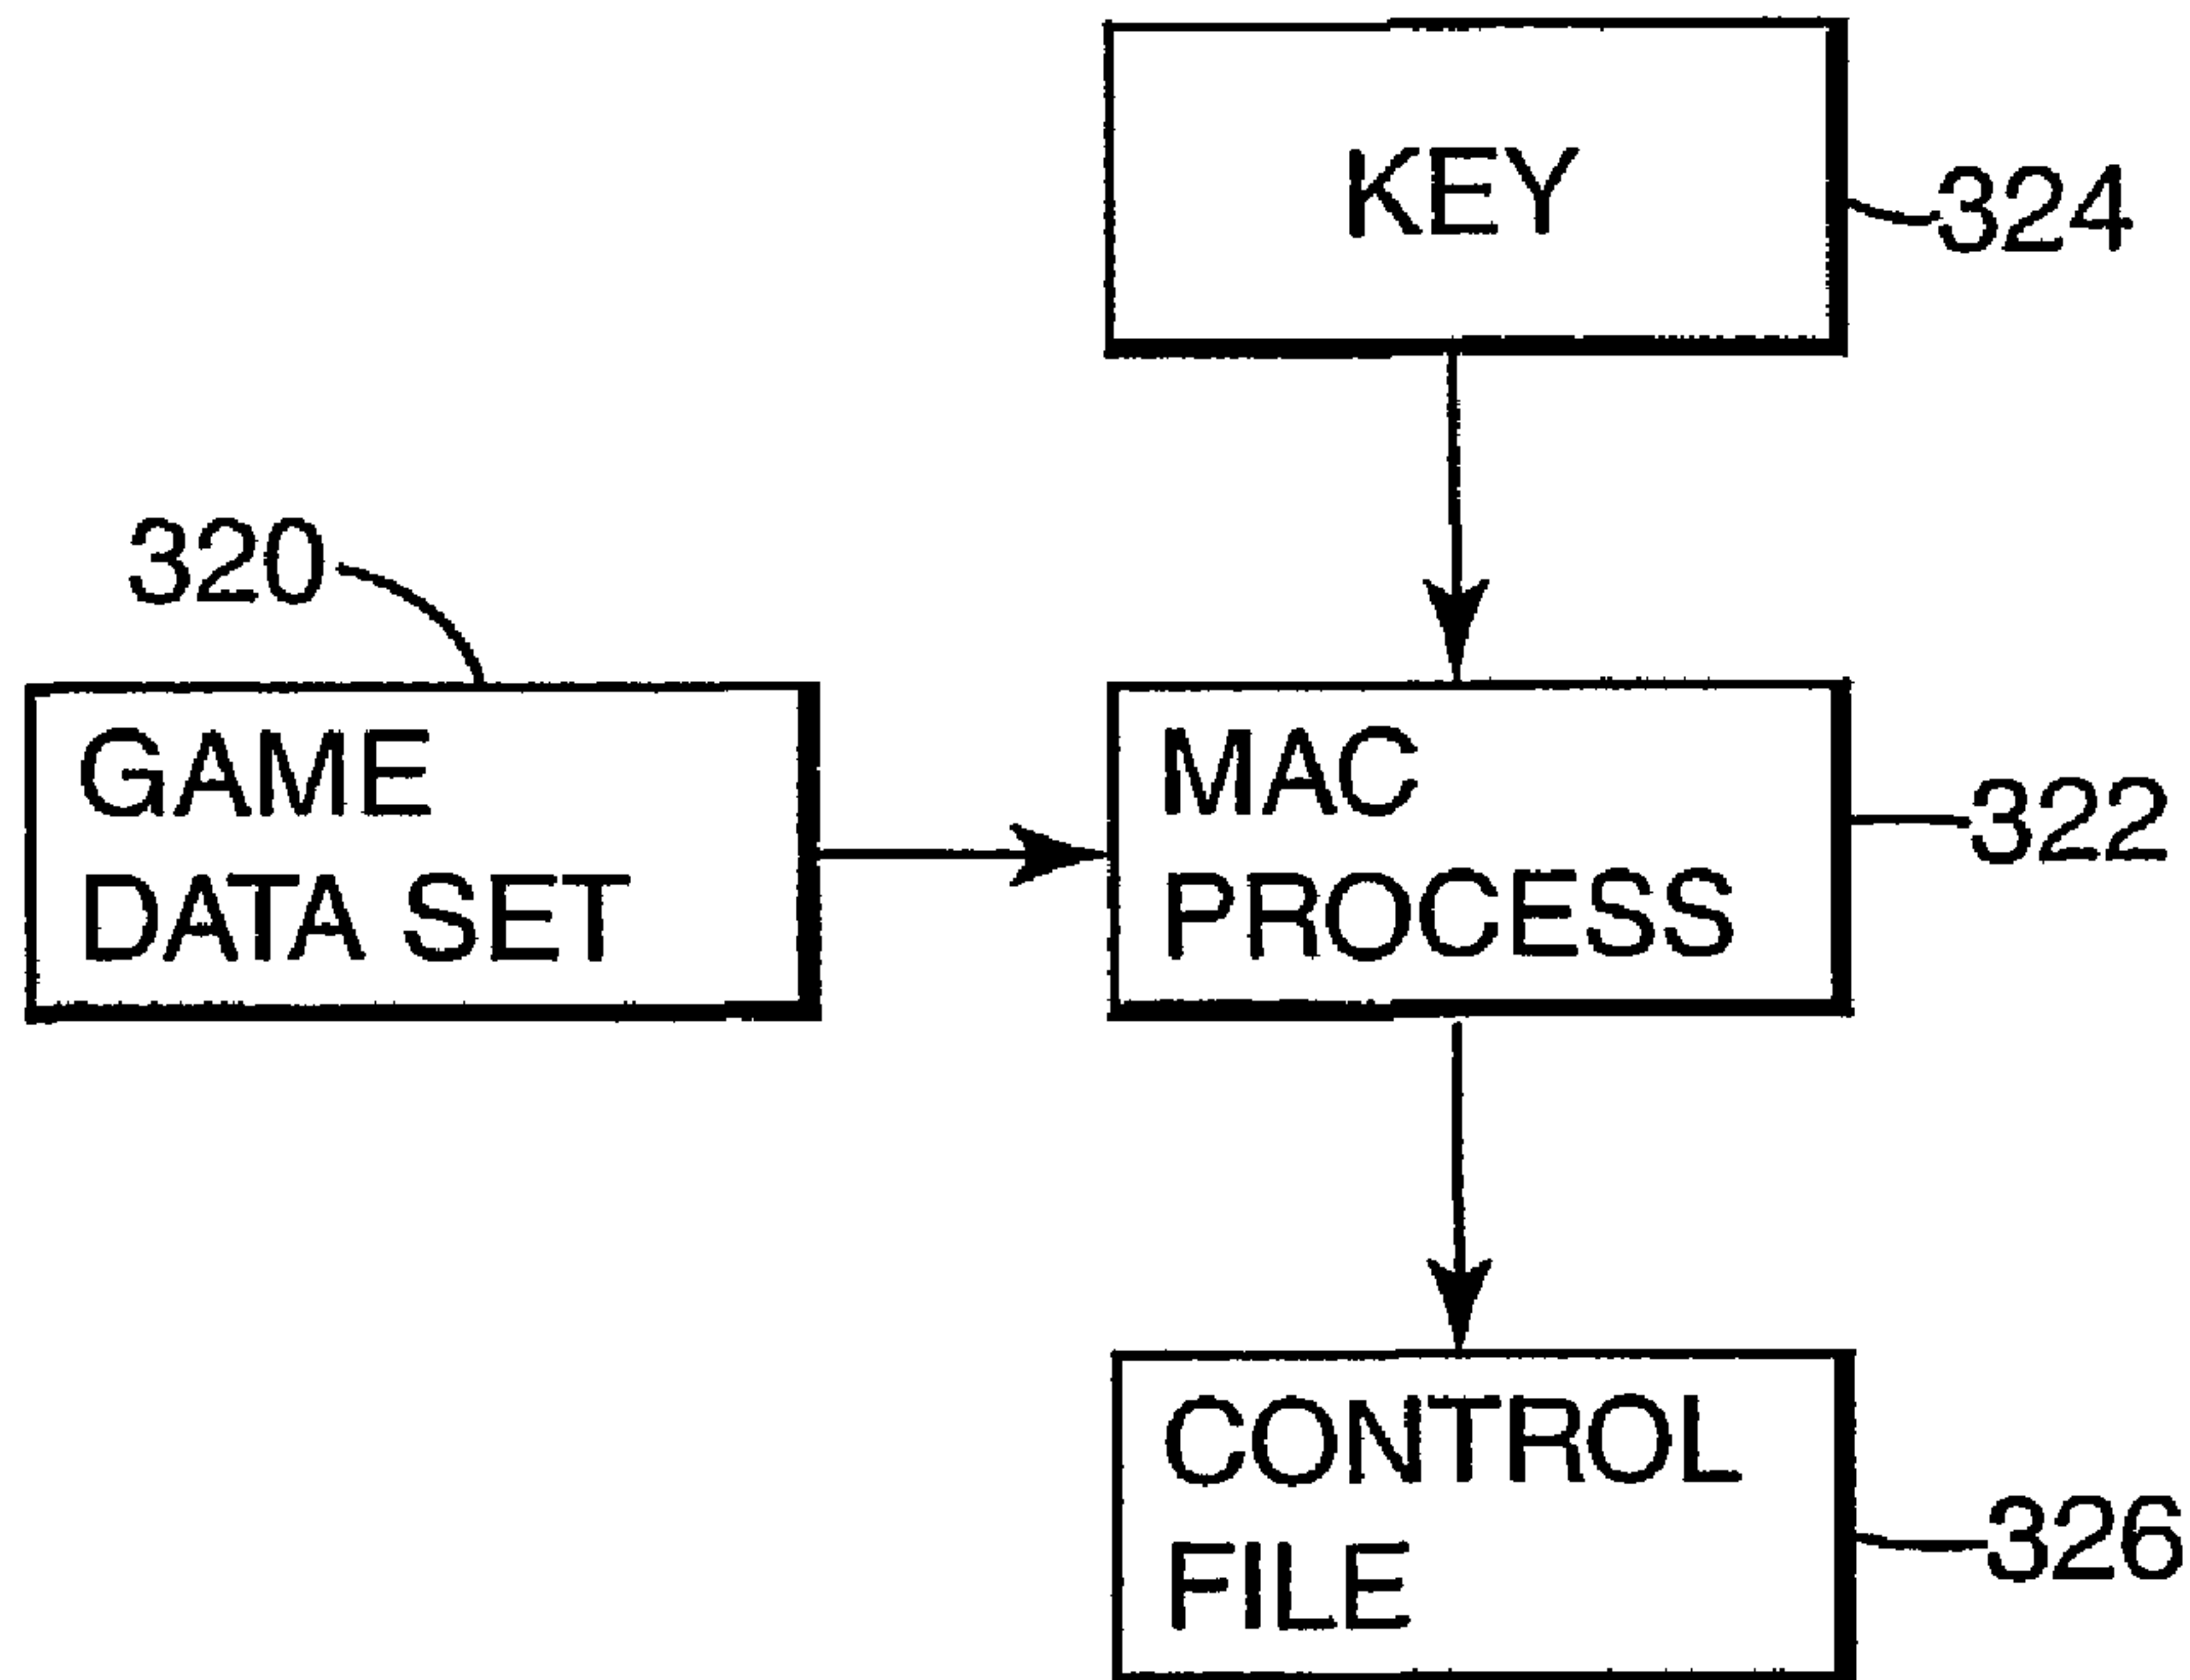 KEY
324
320
GAME
DATA SET
MAC
PROCESS
322
CONTROL
FILE
326